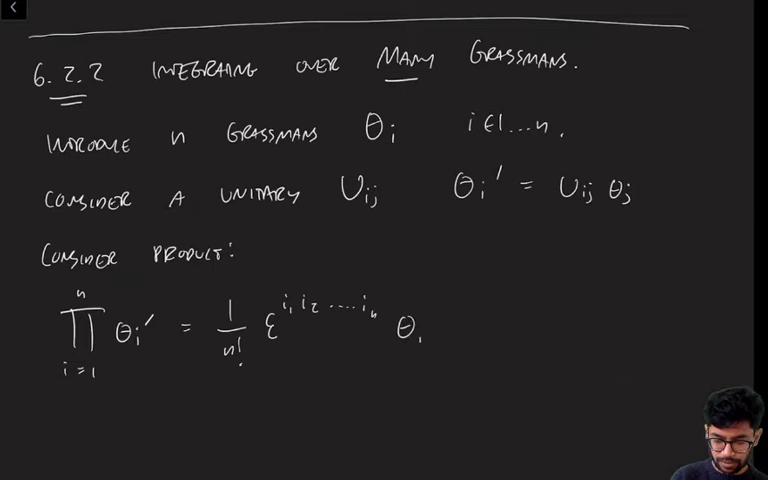 6.2.2 INTEGRATING OVER MANY GRASSMANS.
INTRODUCE n GRASSMANS θi i ∈ 1...n.
CONSIDER A UNITARY Uij θi′ = Uij θj
CONSIDER PRODUCT:
∏_{i=1}^{n} θi′ = 1/n! ε^{i1 i2 .... in} θ